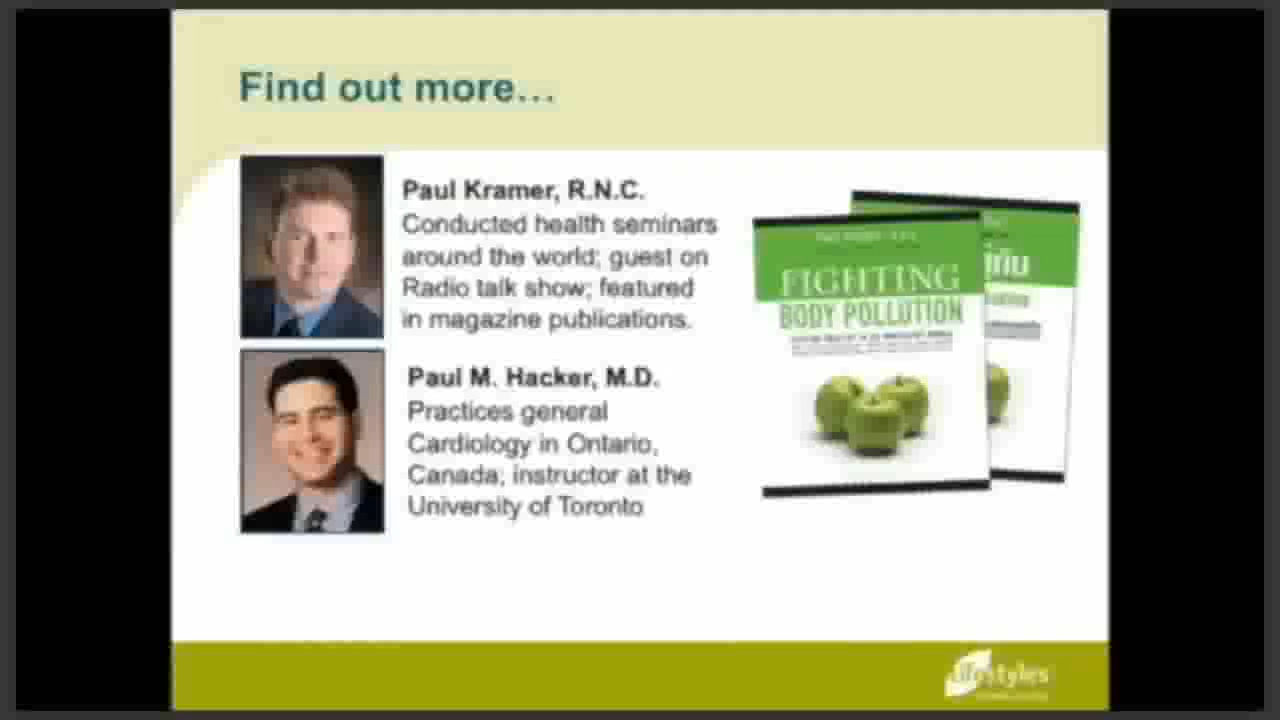 Find out more...
Paul Kramer, R.N.C.
Conducted health seminars
around the world; guest on
Radio talk show; featured
in magazine publications.
Paul M. Hacker, M.D.
Practices general
Cardiology in Ontario,
Canada; instructor at the
University of Toronto
FIGHTING
BODY POLLUTION
lifestyles